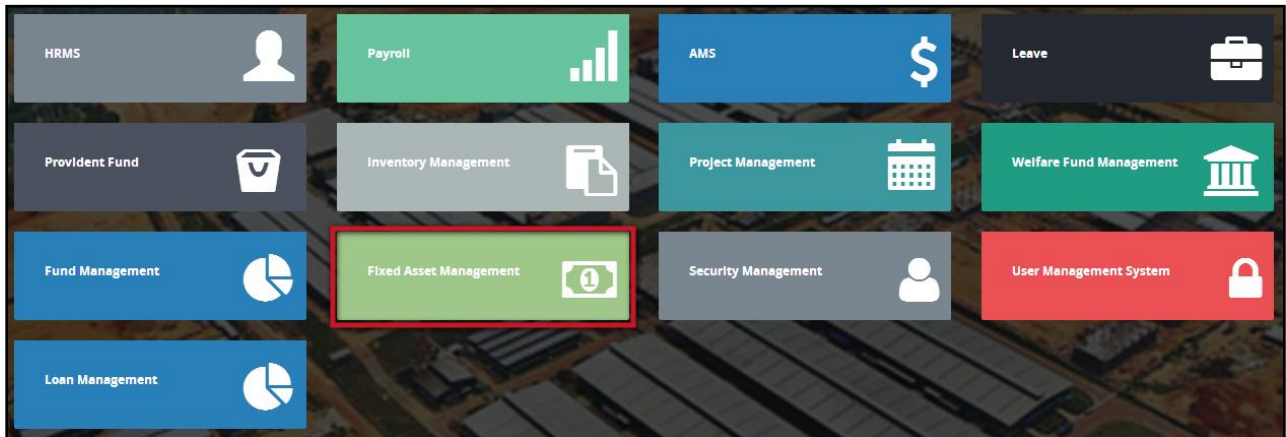 HRMS
Payroll
AMS
Leave
Provident Fund
Inventory Management
Project Management
Welfare Fund Management
Fund Management
Fixed Asset Management
1
Security Management
User Management System
Loan Management